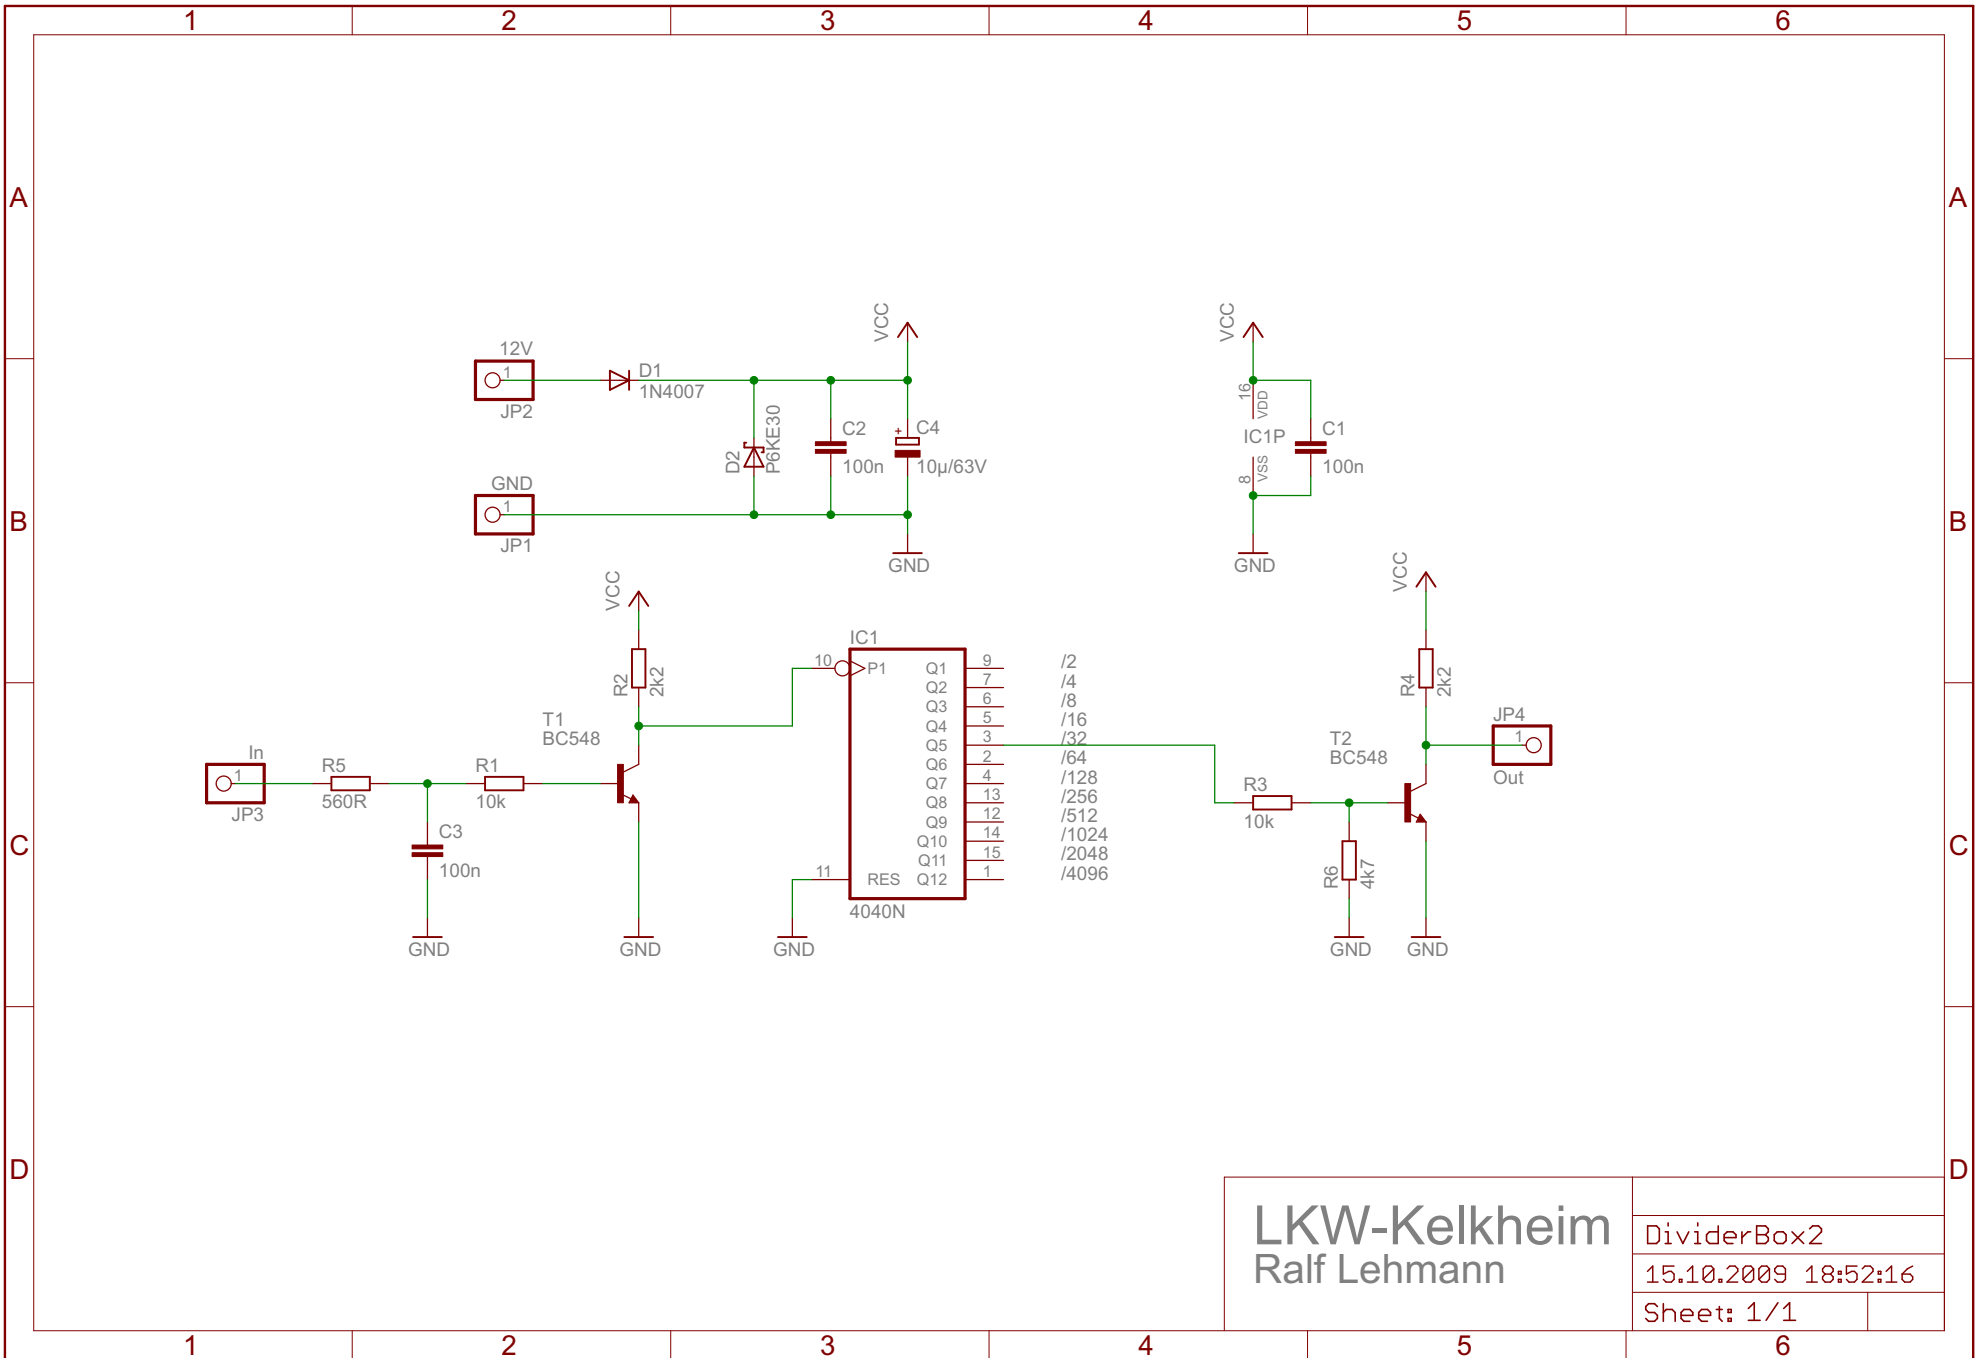 1 2 3 4 5 6
A A
VCC
VCC
12V
1
JP2
D1
1N4007
D2
P6KE30
C2
100n
+
C4
10µ/63V
16
VDD
IC1P
8
VSS
C1
100n
GND
1
JP1
GND
GND
B B
VCC
VCC
R2
2k2
IC1
10
P1
Q1 9 /2
Q2 7 /4
Q3 6 /8
Q4 5 /16
Q5 3 /32
Q6 2 /64
Q7 4 /128
Q8 13 /256
Q9 12 /512
Q10 14 /1024
Q11 15 /2048
11 RES Q12 1 /4096
4040N
T1
BC548
In
1
JP3
R5
560R
R1
10k
C3
100n
R4
2k2
JP4
1
Out
T2
BC548
R3
10k
R6
4k7
C C
GND
GND
GND
GND
GND
D D
LKW-Kelkheim
Ralf Lehmann
DividerBox2
15.10.2009 18:52:16
Sheet: 1/1
1 2 3 4 5 6